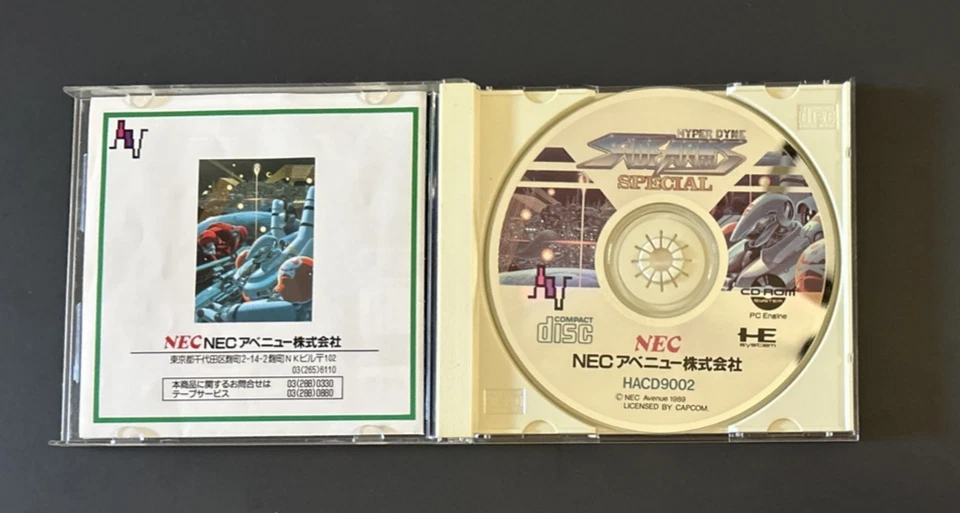 AV
NEC NECアベニュー株式会社
東京都千代田区麹町2-14-2麹町NKビル〒102
03(265)6110
本商品に関するお問合せは 03(288)0330
テープサービス 03(288)0880
disc
HYPER DYNE
SIDE ARMS
SPECIAL
AV
COMPACT
disc
CD-ROM
SYSTEM
PC Engine
HE
SYSTEM
NEC
NECアベニュー株式会社
HACD9002
© NEC Avenue 1989
LICENSED BY CAPCOM.